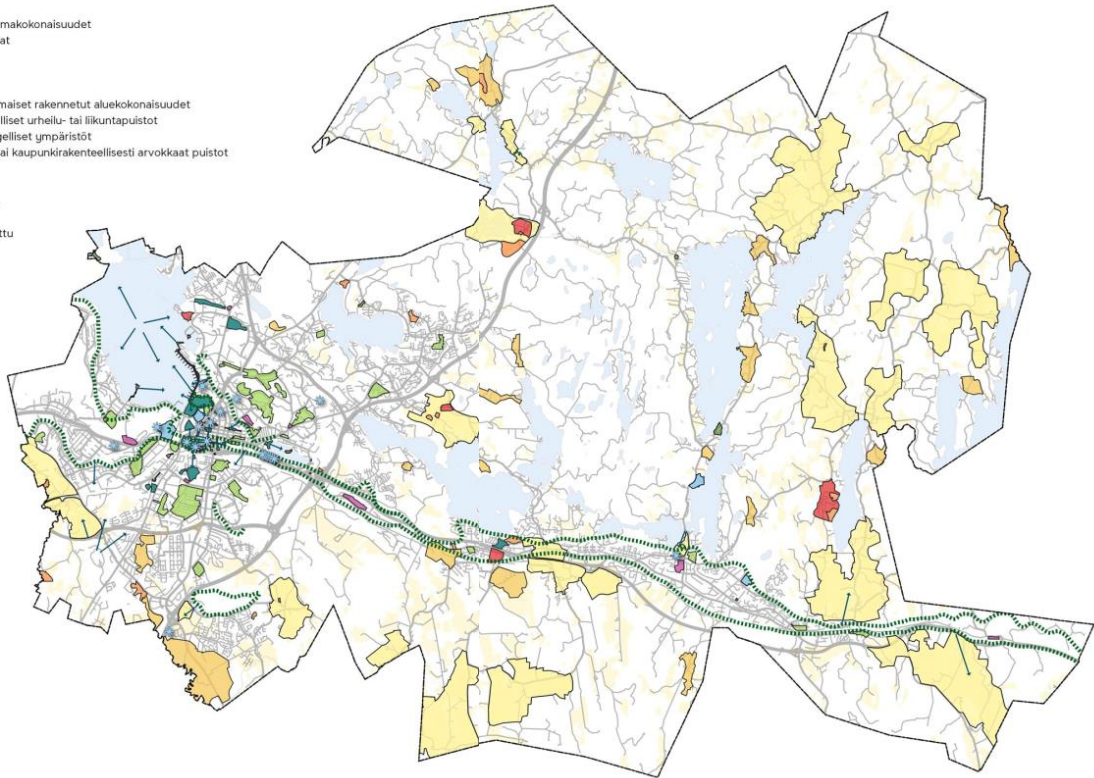 makokonaisuudet
at
maiset rakennetut aluekokonaisuudet
lliset urheilu- tai liikuntapuistot
gelliset ympäristöt
ai kaupunkirakenteellisesti arvokkaat puistot
ttu